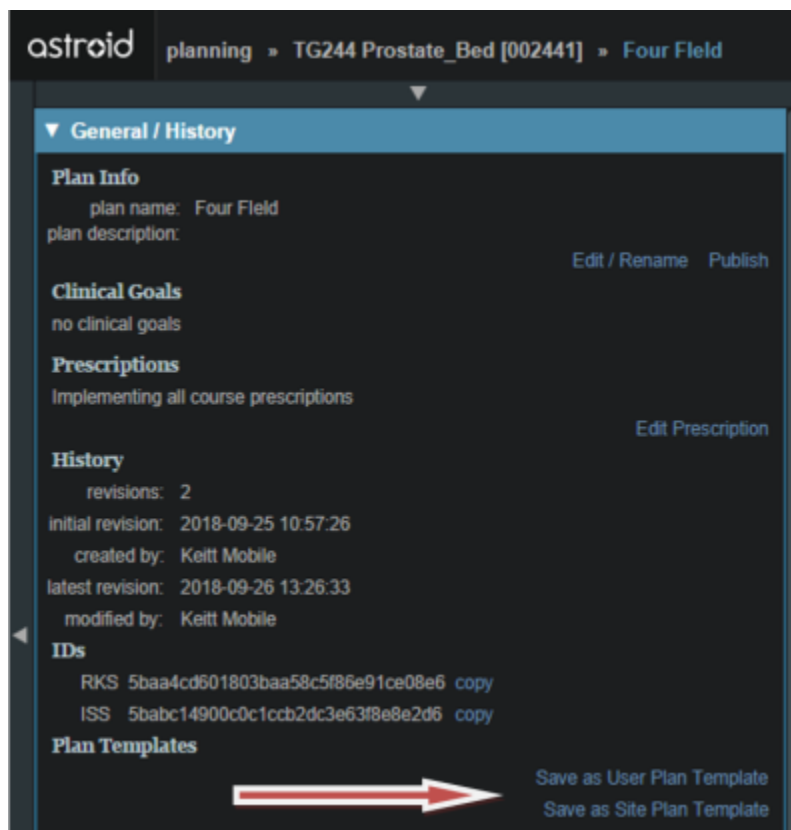 astroid planning » TG244 Prostate_Bed [002441] » Four FIeld
General / History
Plan Info
plan name: Four FIeld
plan description:
Edit / Rename Publish
Clinical Goals
no clinical goals
Prescriptions
Implementing all course prescriptions
Edit Prescription
History
revisions: 2
initial revision: 2018-09-25 10:57:26
created by: Keitt Mobile
latest revision: 2018-09-26 13:26:33
modified by: Keitt Mobile
IDs
RKS 5baa4cd601803baa58c5f86e91ce08e6 copy
ISS 5babc14900c0c1ccb2dc3e63f8e8e2d6 copy
Plan Templates
Save as User Plan Template
Save as Site Plan Template